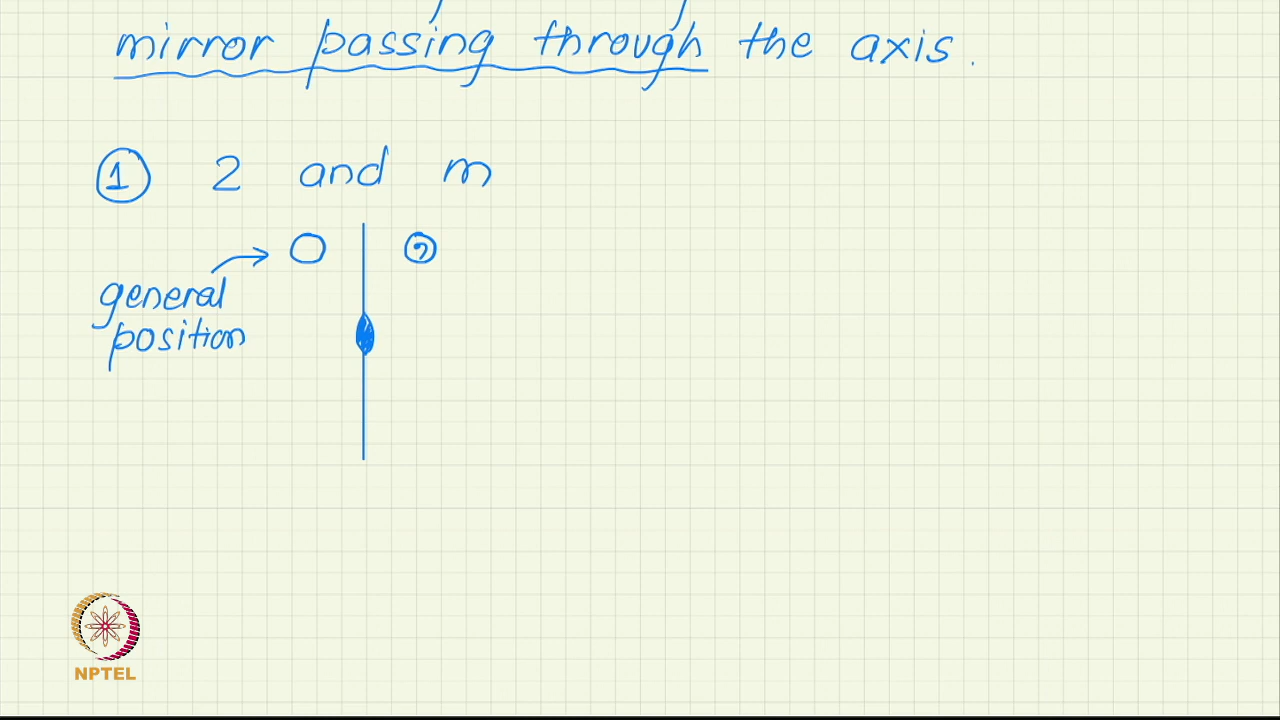 mirror passing through the axis.
① 2 and m
general
position
NPTEL